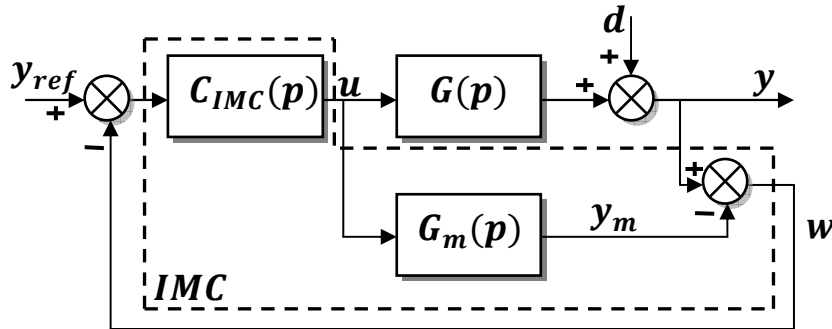 d
+
y_ref
+
−
C_IMC(p)
u
G(p)
+
y
+
−
G_m(p)
y_m
w
IMC